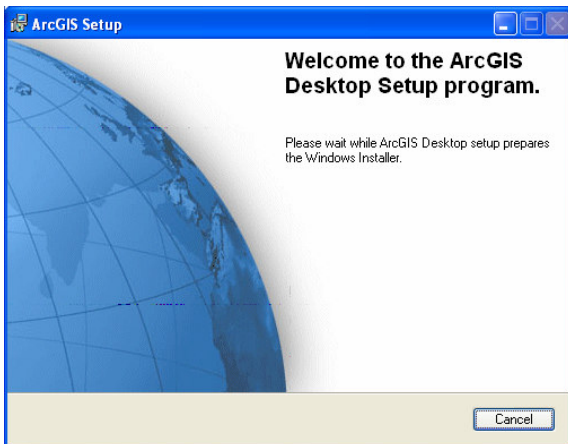 ArcGIS Setup
Welcome to the ArcGIS
Desktop Setup program.
Please wait while ArcGIS Desktop setup prepares
the Windows Installer.
Cancel